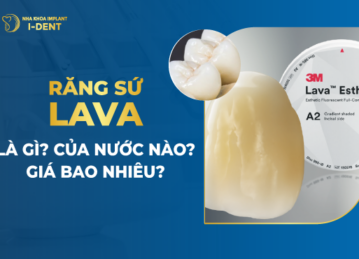 NHA KHOA IMPLANT
I-DENT
RĂNG SỨ
LAVA
LÀ GÌ? CỦA NƯỚC NÀO?
GIÁ BAO NHIÊU?
3M
Lava™ Esth
A2